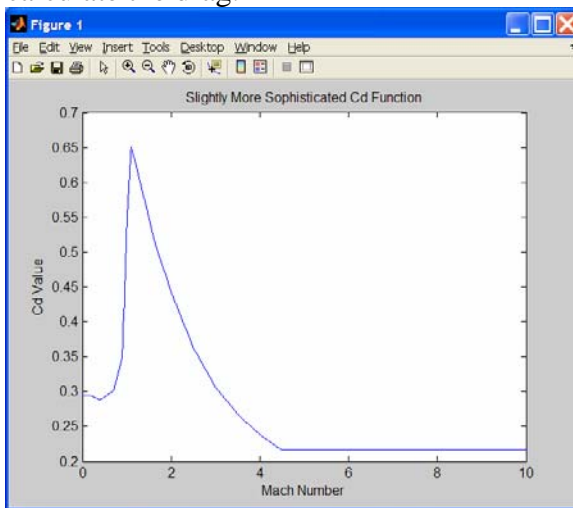 Figure 1
File Edit View Insert Tools Desktop Window Help
Slightly More Sophisticated Cd Function
0.7
0.65
0.6
0.55
0.5
0.45
0.4
0.35
0.3
0.25
0.2
Cd Value
0 2 4 6 8 10
Mach Number